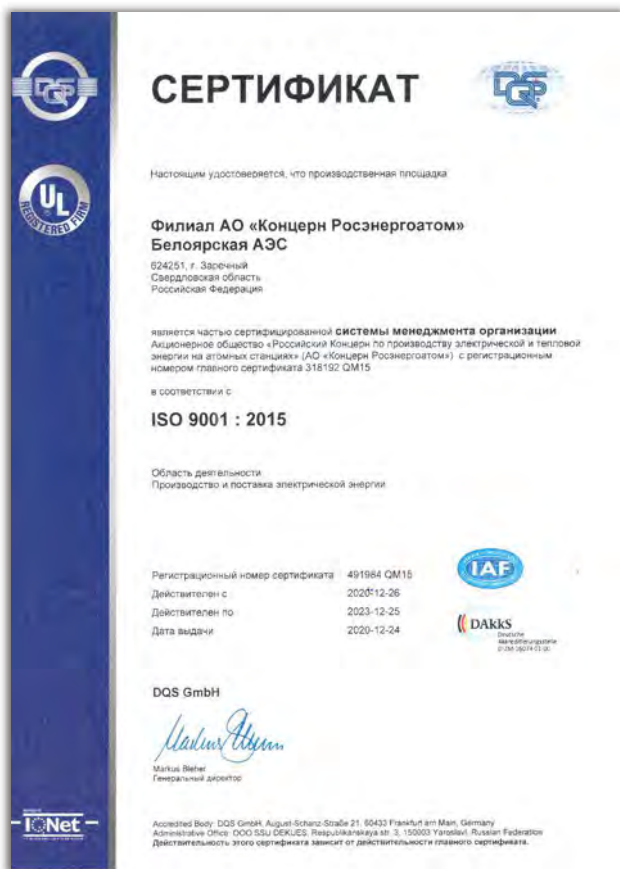 DQS
СЕРТИФИКАТ
DQS
UL
REGISTERED FIRM
Настоящим удостоверяется, что производственная площадка
Филиал АО «Концерн Росэнергоатом»
Белоярская АЭС
624251, г. Заречный
Свердловская область
Российская Федерация
является частью сертифицированной системы менеджмента организации
Акционерное общество «Российский Концерн по производству электрической и тепловой
энергии на атомных станциях» (АО «Концерн Росэнергоатом») с регистрационным
номером главного сертификата 318192 QM15
в соответствии с
ISO 9001 : 2015
Область деятельности
Производство и поставка электрической энергии
Регистрационный номер сертификата 491984 QM15
Действителен с 2020-12-26
Действителен по 2023-12-25
Дата выдачи 2020-12-24
IAF
DAkkS
Deutsche
Akkreditierungsstelle
DQS GmbH
Markus Bleher
Генеральный директор
IQNet
Accredited Body: DQS GmbH, August-Schanz-Straße 21, 60433 Frankfurt am Main, Germany
Administrative Office: OOO SSU DEKUES, Respublikanskaya str. 3, 150003 Yaroslavl, Russian Federation
Действительность этого сертификата зависит от действительности главного сертификата.